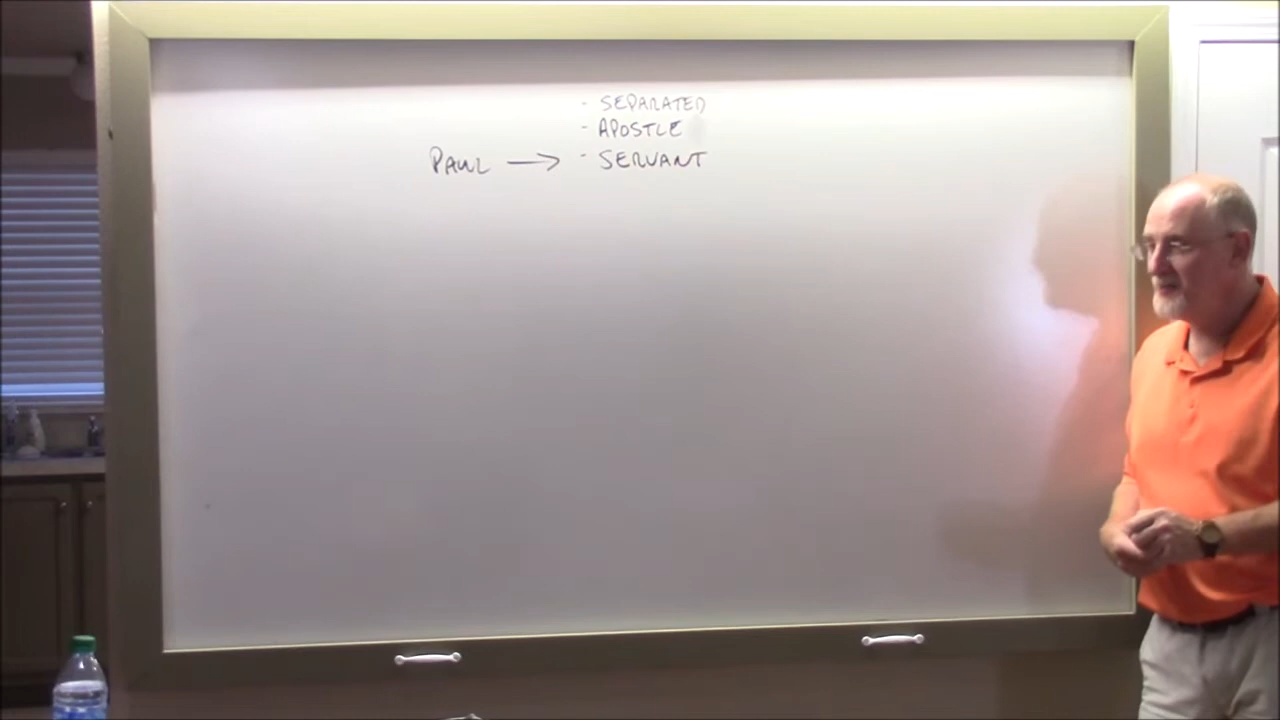 - SEPARATED
- APOSTLE
PAUL → - SERVANT